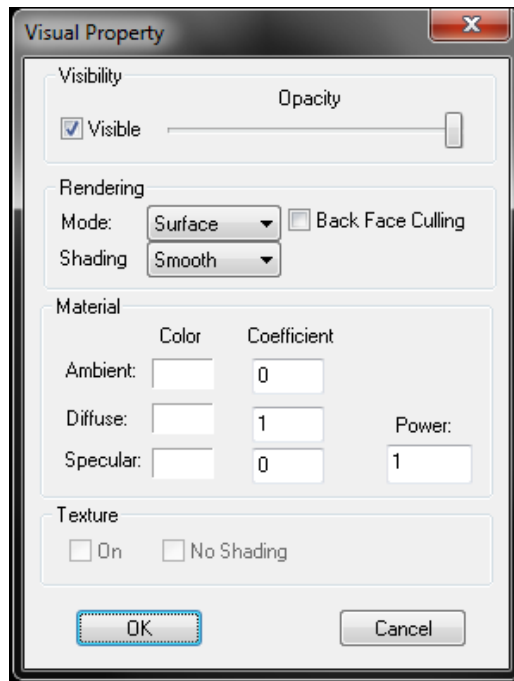 Visual Property
Visibility
Opacity
Visible
Rendering
Mode: Surface Back Face Culling
Shading Smooth
Material
Color Coefficient
Ambient: 0
Diffuse: 1 Power:
Specular: 0 1
Texture
On No Shading
OK Cancel